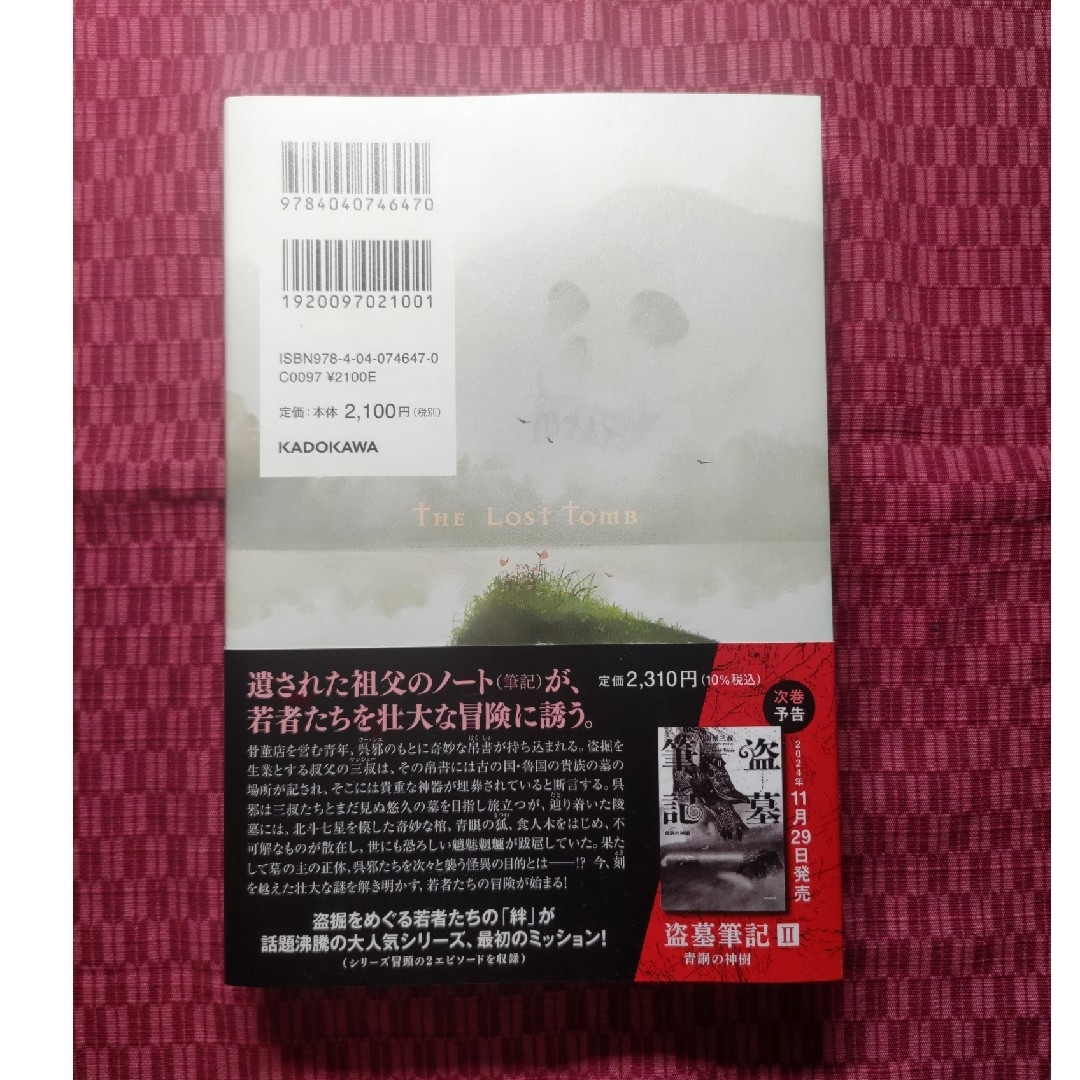 9784040746470
1920097021001
ISBN978-4-04-074647-0
C0097 ¥2100E
定価:本体 2,100円(税別)
KADOKAWA
THE LOST TOMB
遺された祖父のノート(筆記)が、
若者たちを壮大な冒険に誘う。
定価2,310円(10%税込)
骨董店を営む青年、呉邪のもとに奇妙な帛書が持ち込まれる。盗掘を
生業とする叔父の三叔は、その帛書には古の国・魯国の貴族の墓の
場所が記され、そこには貴重な神器が埋葬されていると断言する。呉
邪は三叔たちとまだ見ぬ悠久の墓を目指し旅立つが、辿り着いた陵
墓には、北斗七星を模した奇妙な棺、青眼の狐、食人木をはじめ、不
可解なものが散在し、世にも恐ろしい魑魅魍魎が跋扈していた。果た
して墓の主の正体、呉邪たちを次々と襲う怪異の目的とは――!? 今、刻
を越えた壮大な謎を解き明かす、若者たちの冒険が始まる!
盗掘をめぐる若者たちの「絆」が
話題沸騰の大人気シリーズ、最初のミッション!
(シリーズ冒頭の2エピソードを収録)
次巻
予告
2024年11月29日発売
盗墓
筆記
青銅の神樹
盗墓筆記 II
青銅の神樹